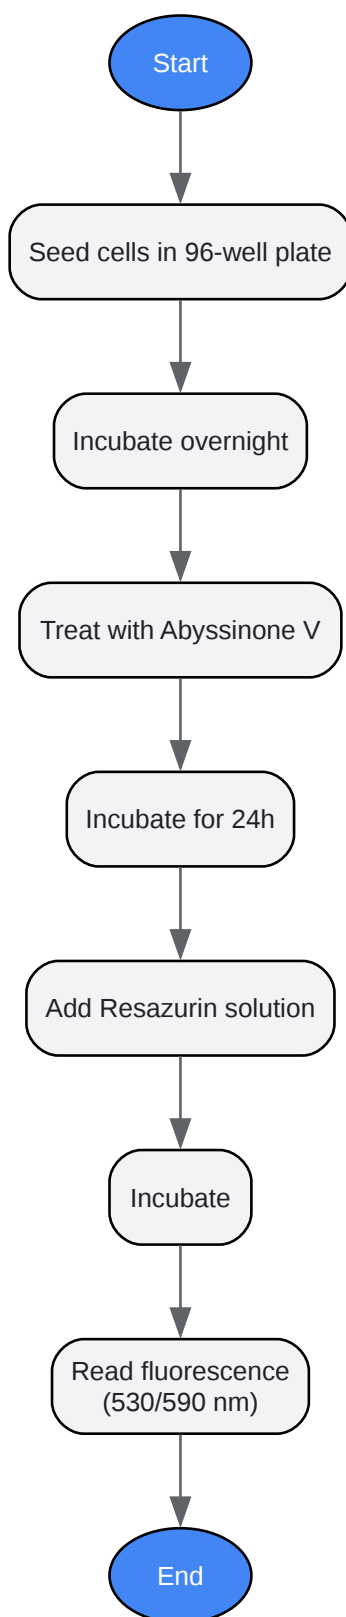 Start
Seed cells in 96-well plate
Incubate overnight
Treat with Abyssinone V
Incubate for 24h
Add Resazurin solution
Incubate
Read fluorescence
(530/590 nm)
End